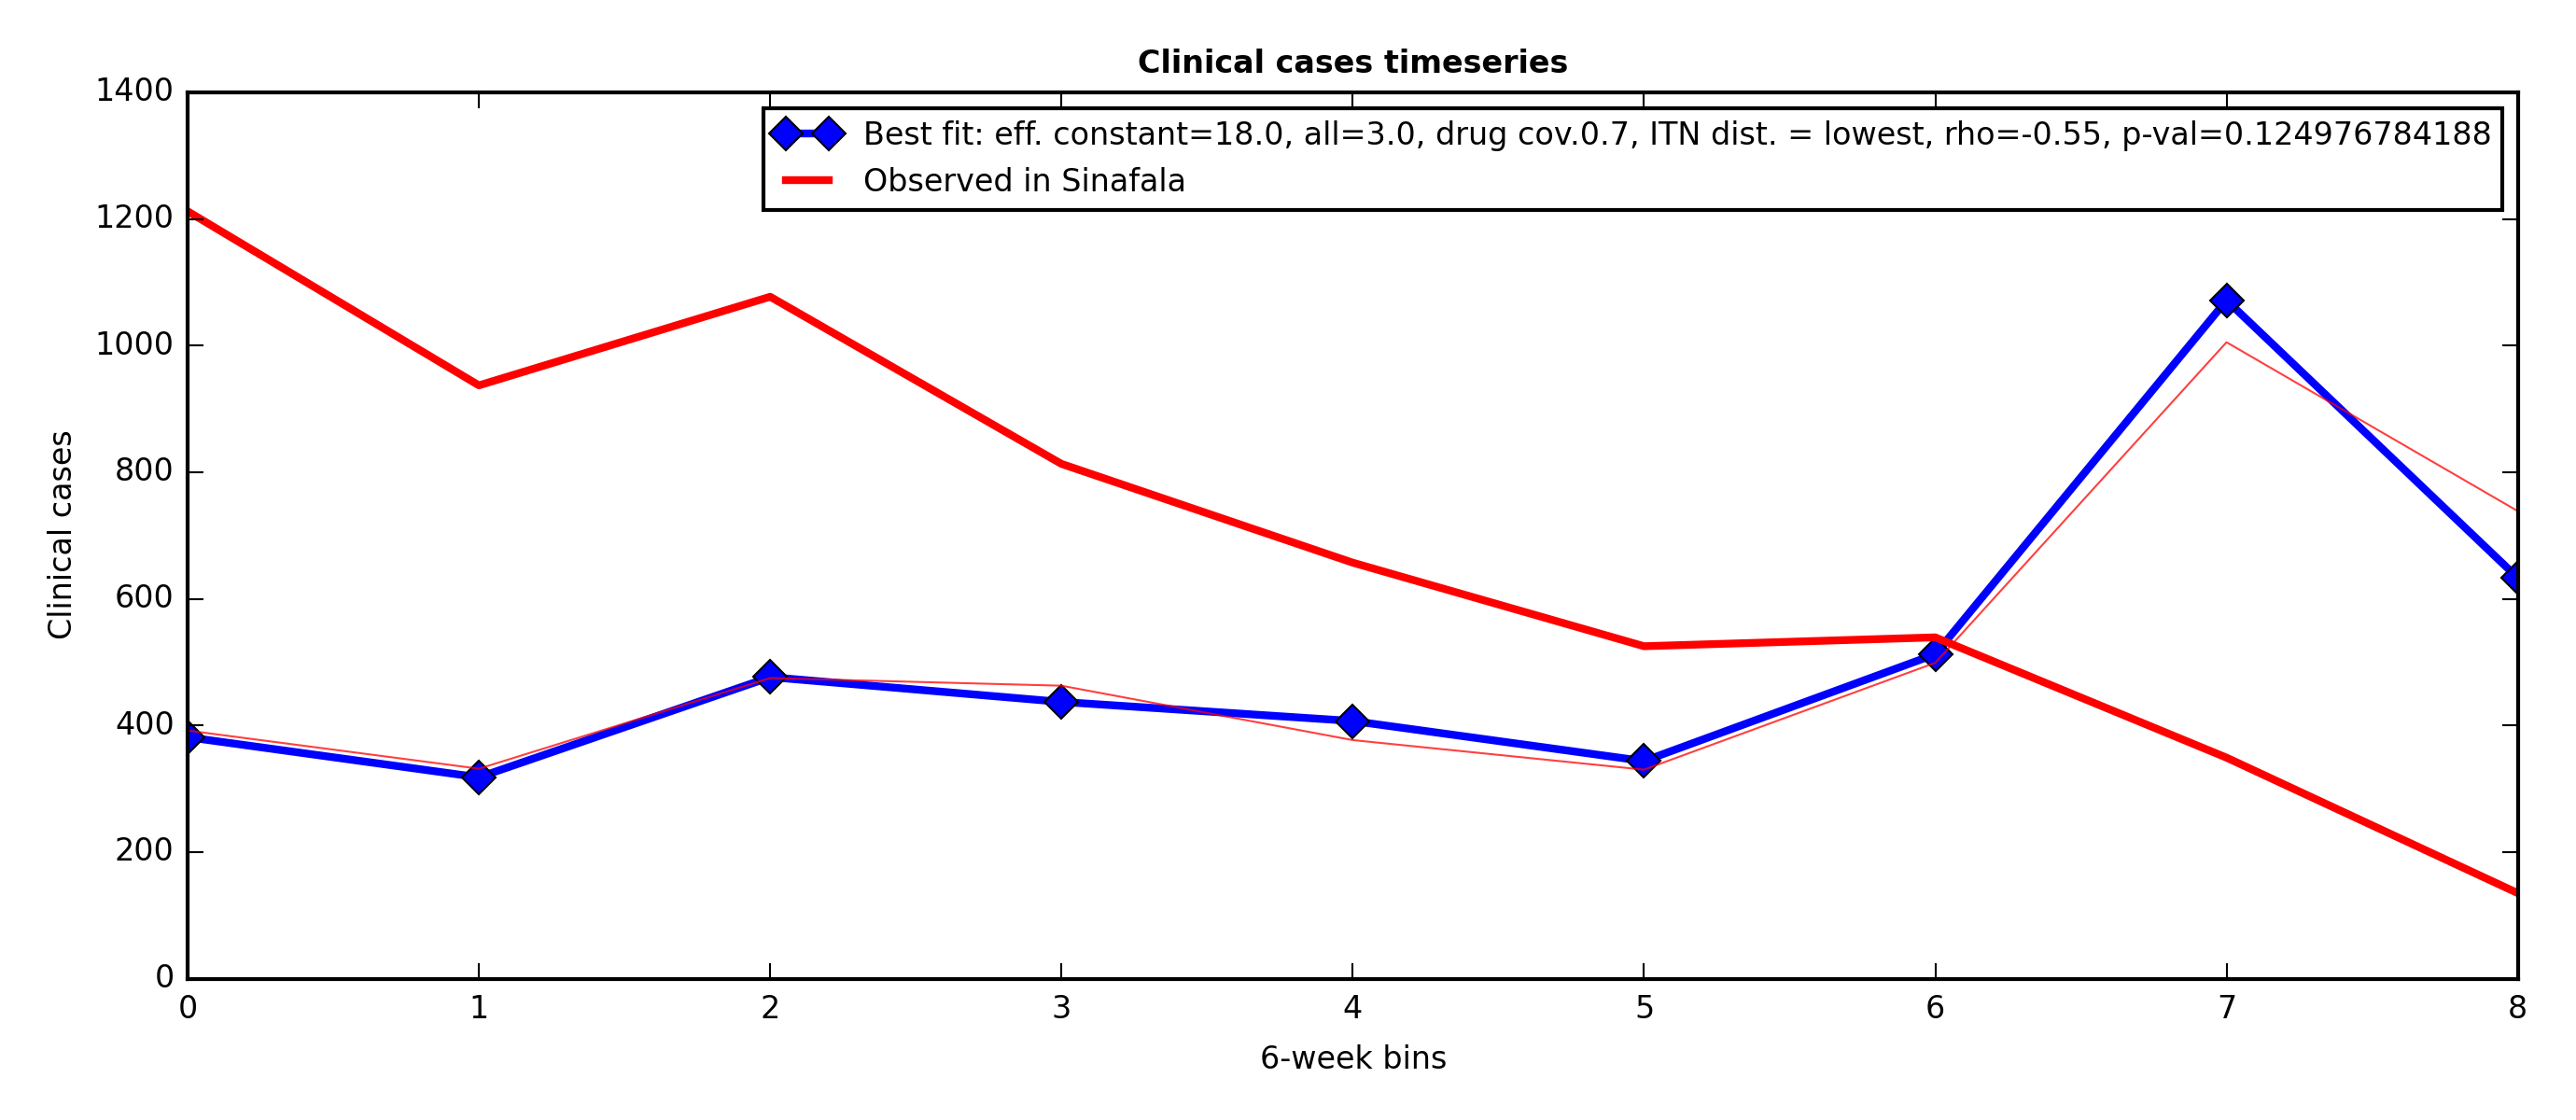 Clinical cases timeseries
1400
1200
1000
800
600
400
200
0
Clinical cases
Best fit: eff. constant=18.0, all=3.0, drug cov.0.7, ITN dist. = lowest, rho=-0.55, p-val=0.124976784188
Observed in Sinafala
0 1 2 3 4 5 6 7 8
6-week bins